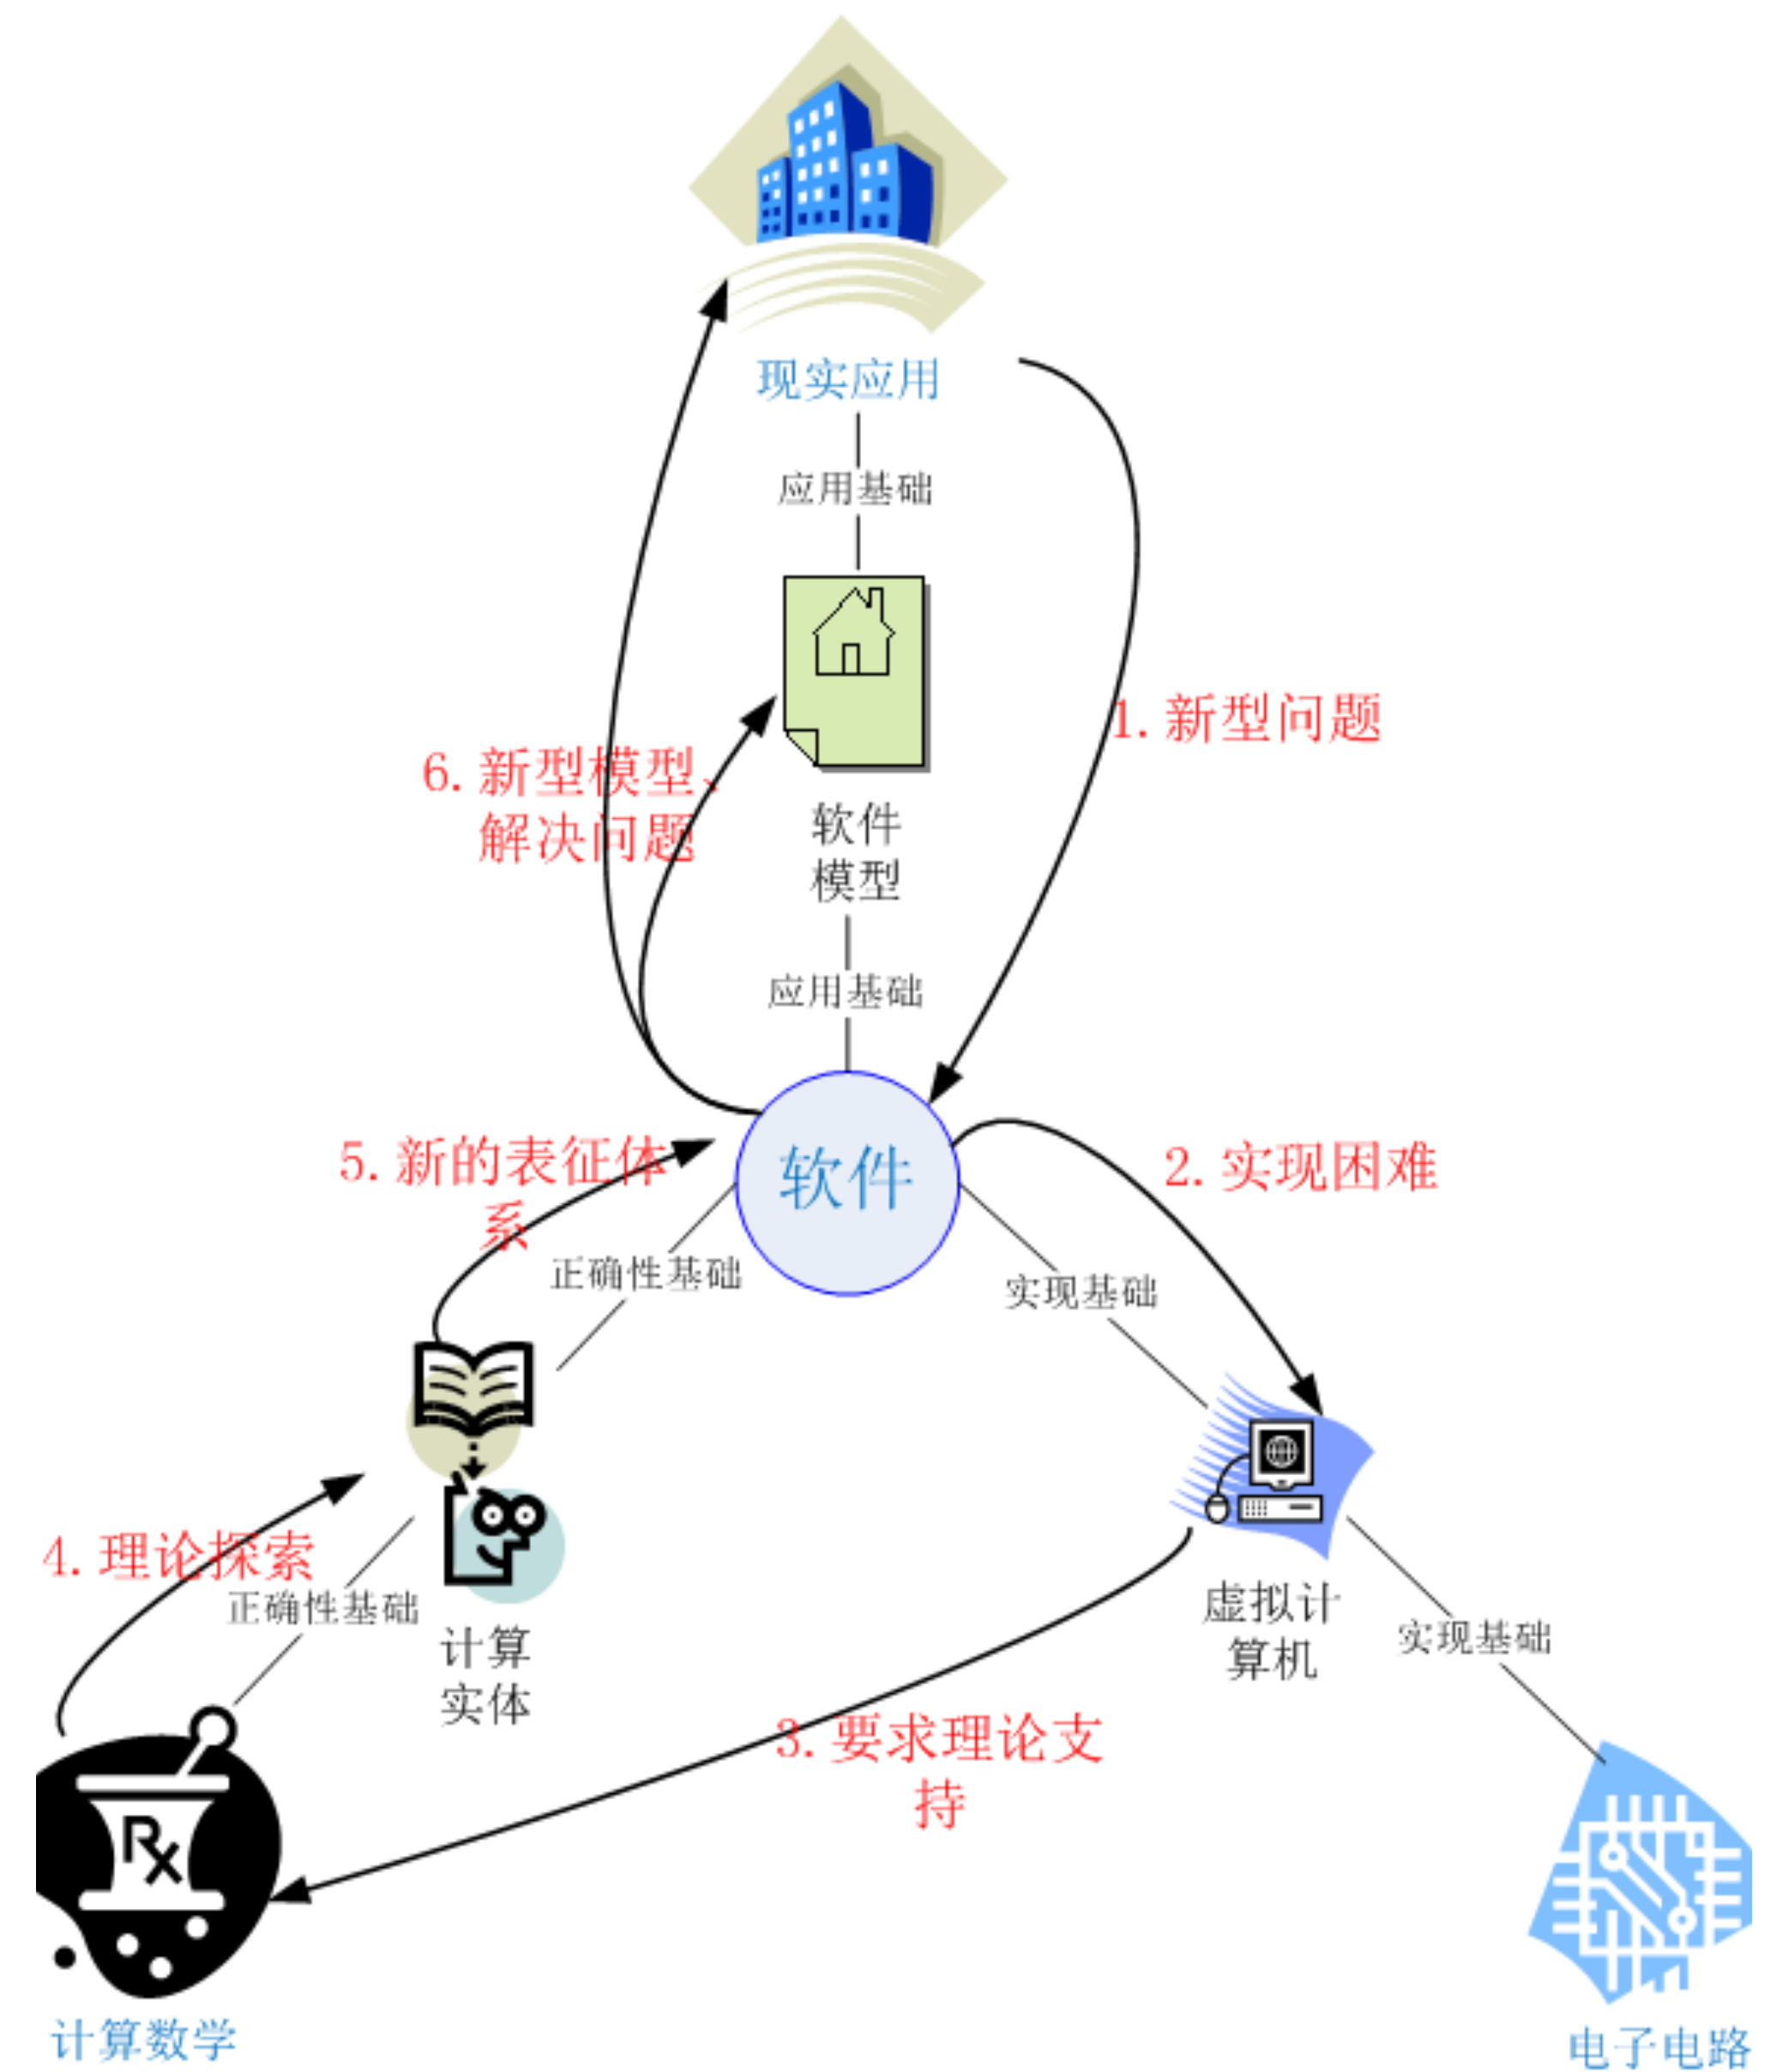 现实应用
应用基础
1. 新型问题
6. 新型模型、
解决问题
软件
模型
应用基础
5. 新的表征体
系
软件
2. 实现困难
正确性基础
实现基础
4. 理论探索
正确性基础
计算
实体
虚拟计
算机
实现基础
3. 要求理论支
持
Rx
计算数学
电子电路